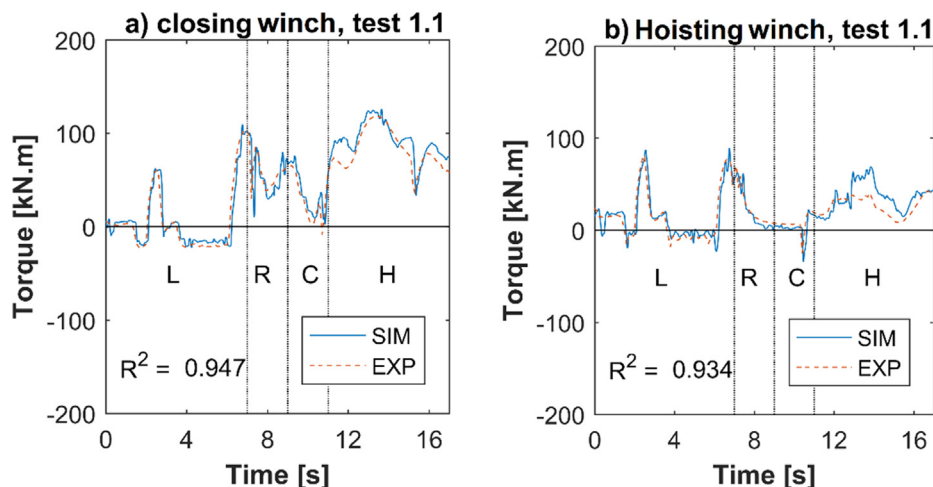 a) closing winch, test 1.1
200
100
0
-100
-200
Torque [kN.m]
L
R
C
H
SIM
EXP
R² = 0.947
0
4
8
12
16
Time [s]
b) Hoisting winch, test 1.1
200
100
0
-100
-200
Torque [kN.m]
L
R
C
H
SIM
EXP
R² = 0.934
0
4
8
12
16
Time [s]